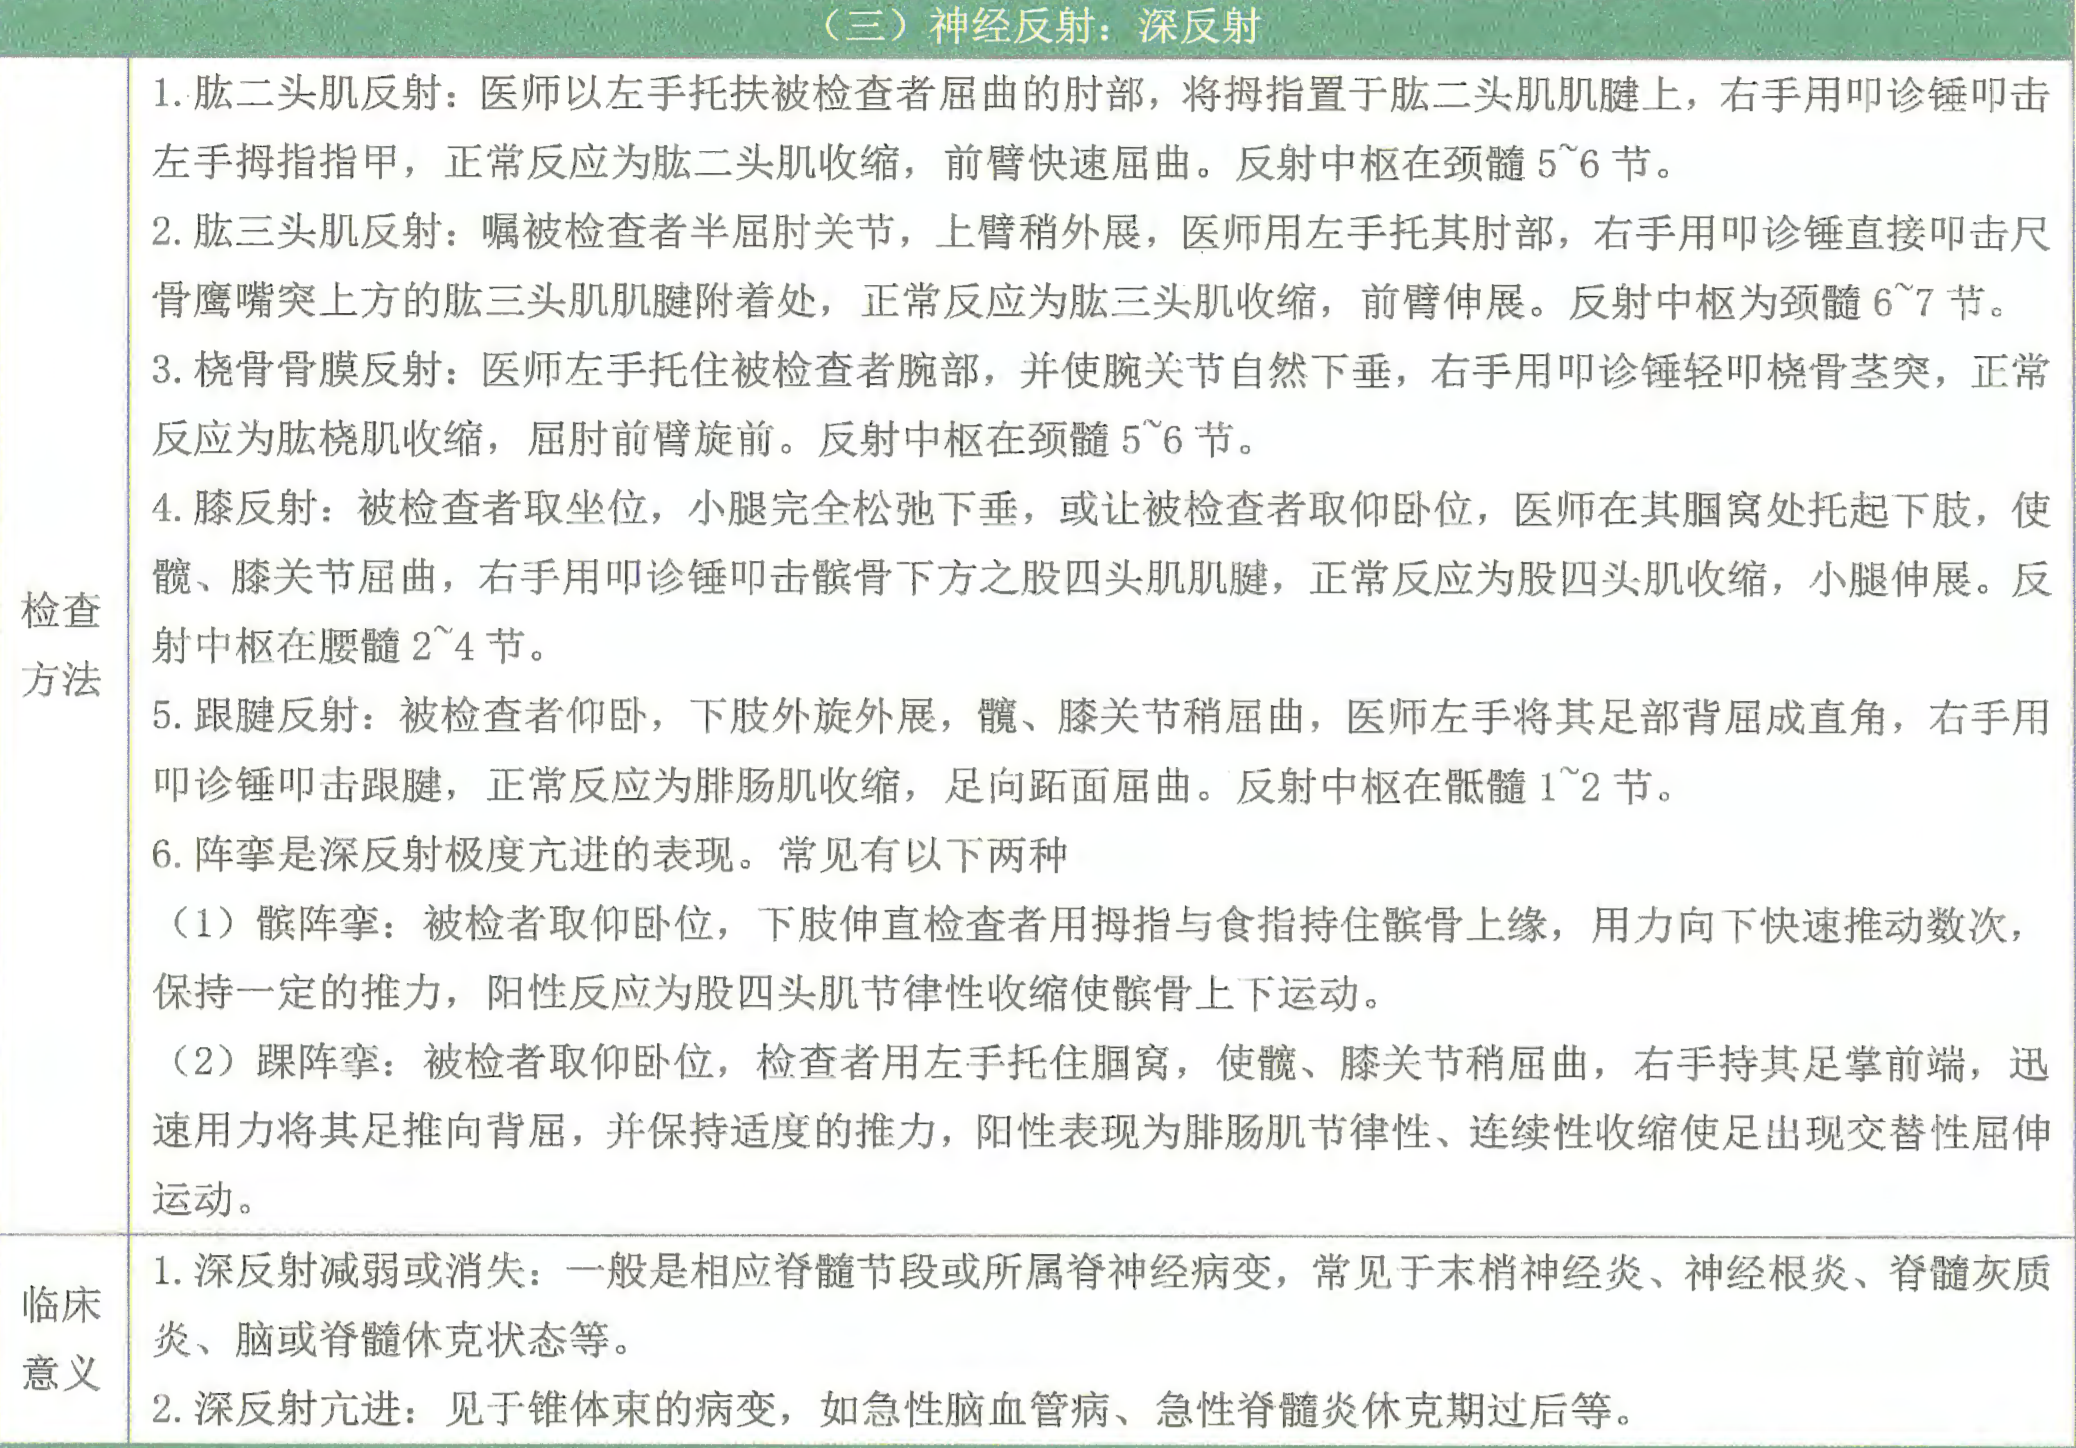 （三）神经反射：深反射
1.肱二头肌反射：医师以左手托扶被检查者屈曲的肘部，将拇指置于肱二头肌肌腱上，右手用叩诊锤叩击
左手拇指指甲，正常反应为肱二头肌收缩，前臂快速屈曲。反射中枢在颈髓5~6节。
2.肱三头肌反射：嘱被检查者半屈肘关节，上臂稍外展，医师用左手托其肘部，右手用叩诊锤直接叩击尺
骨鹰嘴突上方的肱三头肌肌腱附着处，正常反应为肱三头肌收缩，前臂伸展。反射中枢为颈髓6~7节。
3.桡骨骨膜反射：医师左手托住被检查者腕部，并使腕关节自然下垂，右手用叩诊锤轻叩桡骨茎突，正常
反应为肱桡肌收缩，屈肘前臂旋前。反射中枢在颈髓5~6节。
4.膝反射：被检查者取坐位，小腿完全松弛下垂，或让被检查者取仰卧位，医师在其腘窝处托起下肢，使
髋、膝关节屈曲，右手用叩诊锤叩击髌骨下方之股四头肌肌腱，正常反应为股四头肌收缩，小腿伸展。反
射中枢在腰髓2~4节。
5.跟腱反射：被检查者仰卧，下肢外旋外展，髋、膝关节稍屈曲，医师左手将其足部背屈成直角，右手用
叩诊锤叩击跟腱，正常反应为腓肠肌收缩，足向跖面屈曲。反射中枢在骶髓1~2节。
6.阵挛是深反射极度亢进的表现。常见有以下两种
（1）髌阵挛：被检者取仰卧位，下肢伸直检查者用拇指与食指持住髌骨上缘，用力向下快速推动数次，
保持一定的推力，阳性反应为股四头肌节律性收缩使髌骨上下运动。
（2）踝阵挛：被检者取仰卧位，检查者用左手托住腘窝，使髋、膝关节稍屈曲，右手持其足掌前端，迅
速用力将其足推向背屈，并保持适度的推力，阳性表现为腓肠肌节律性、连续性收缩使足出现交替性屈伸
运动。
检查
方法
1.深反射减弱或消失：一般是相应脊髓节段或所属脊神经病变，常见于末梢神经炎、神经根炎、脊髓灰质
炎、脑或脊髓休克状态等。
2.深反射亢进：见于锥体束的病变，如急性脑血管病、急性脊髓炎休克期过后等。
临床
意义